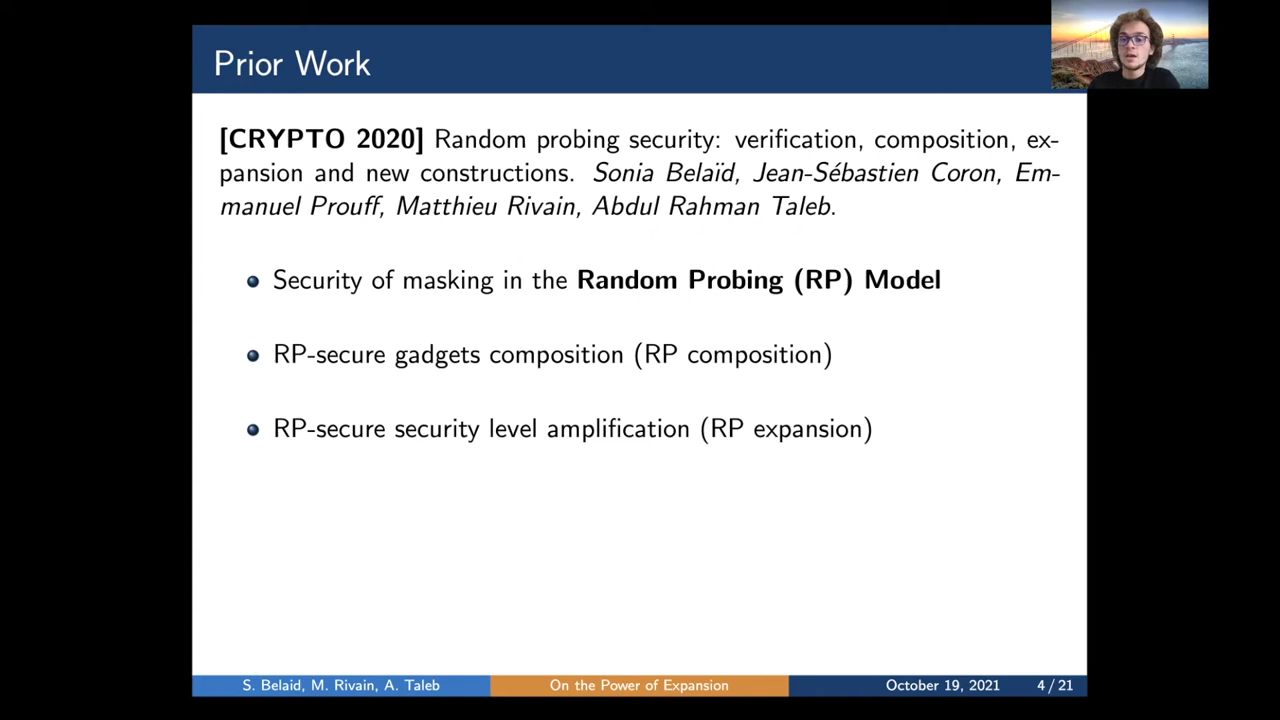 Prior Work
[CRYPTO 2020] Random probing security: verification, composition, ex-
pansion and new constructions. Sonia Belaïd, Jean-Sébastien Coron, Em-
manuel Prouff, Matthieu Rivain, Abdul Rahman Taleb.
Security of masking in the Random Probing (RP) Model
RP-secure gadgets composition (RP composition)
RP-secure security level amplification (RP expansion)
S. Belaid, M. Rivain, A. Taleb On the Power of Expansion October 19, 2021 4 / 21